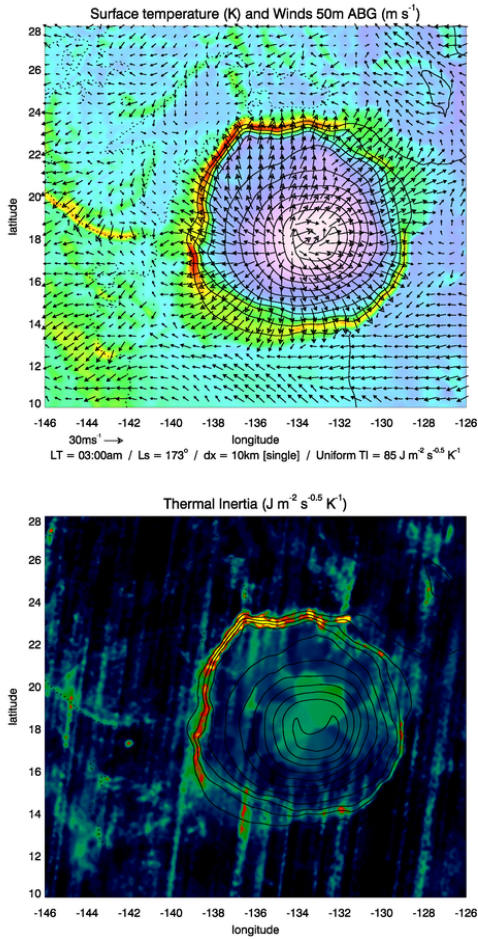 Surface temperature (K) and Winds 50m ABG (m s⁻¹)
28
26
24
22
20
18
16
14
12
10
latitude
-146 -144 -142 -140 -138 -136 -134 -132 -130 -128 -126
30ms⁻¹ longitude
LT = 03:00am / Ls = 173° / dx = 10km [single] / Uniform TI = 85 J m⁻² s⁻⁰·⁵ K⁻¹
Thermal Inertia (J m⁻² s⁻⁰·⁵ K⁻¹)
28
26
24
22
20
18
16
14
12
10
latitude
-146 -144 -142 -140 -138 -136 -134 -132 -130 -128 -126
longitude